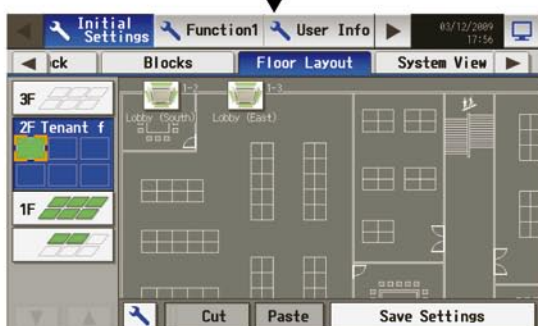 Initial Settings
Function1
User Info
03/12/2009
17:56
ck
Blocks
Floor Layout
System View
3F
2F Tenant f
1F
1-2
1-3
Lobby (South)
Lobby (East)
Cut
Paste
Save Settings